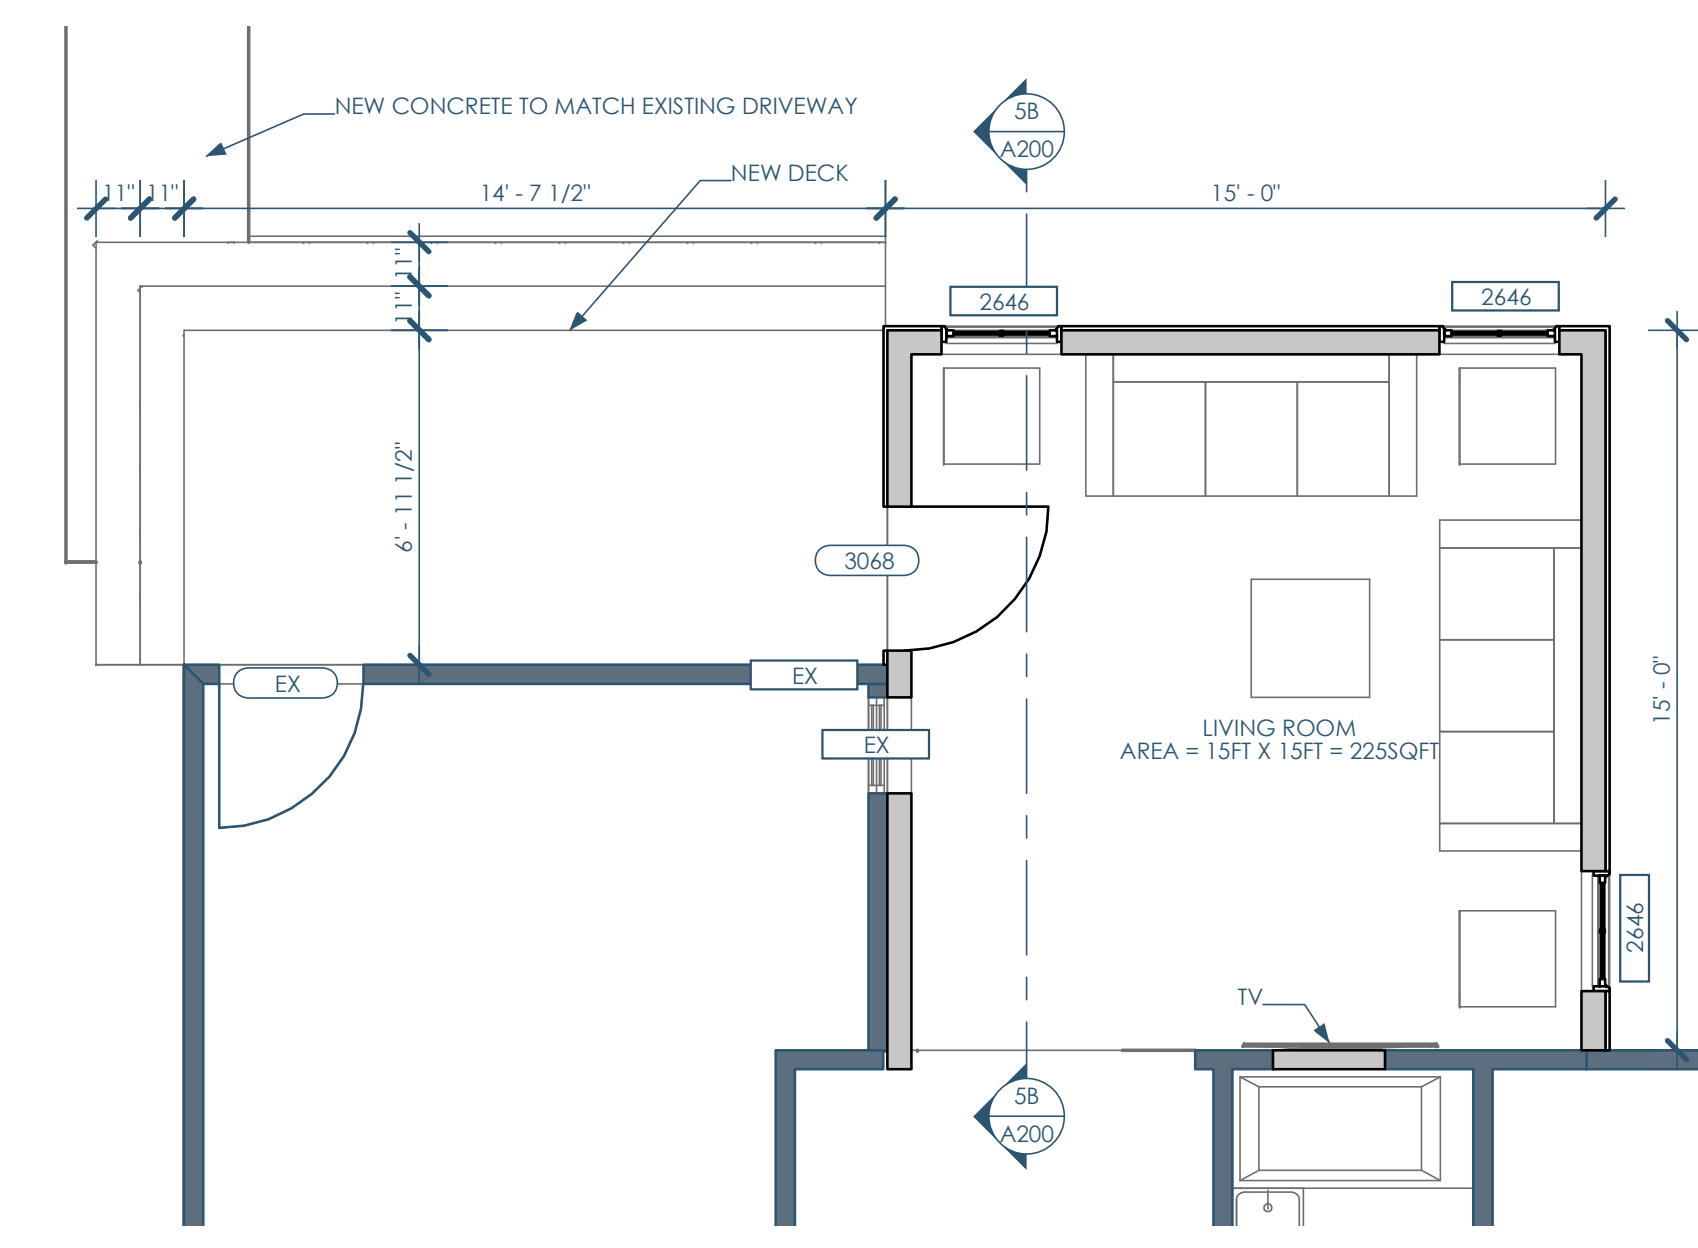 NEW CONCRETE TO MATCH EXISTING DRIVEWAY
5B
A200
NEW DECK
11"
11"
14' - 7 1/2"
15' - 0"
11"
11"
2646
2646
6' - 11 1/2"
3068
EX
EX
EX
LIVING ROOM
AREA = 15FT X 15FT = 225SQFT
15' - 0"
2646
TV
5B
A200